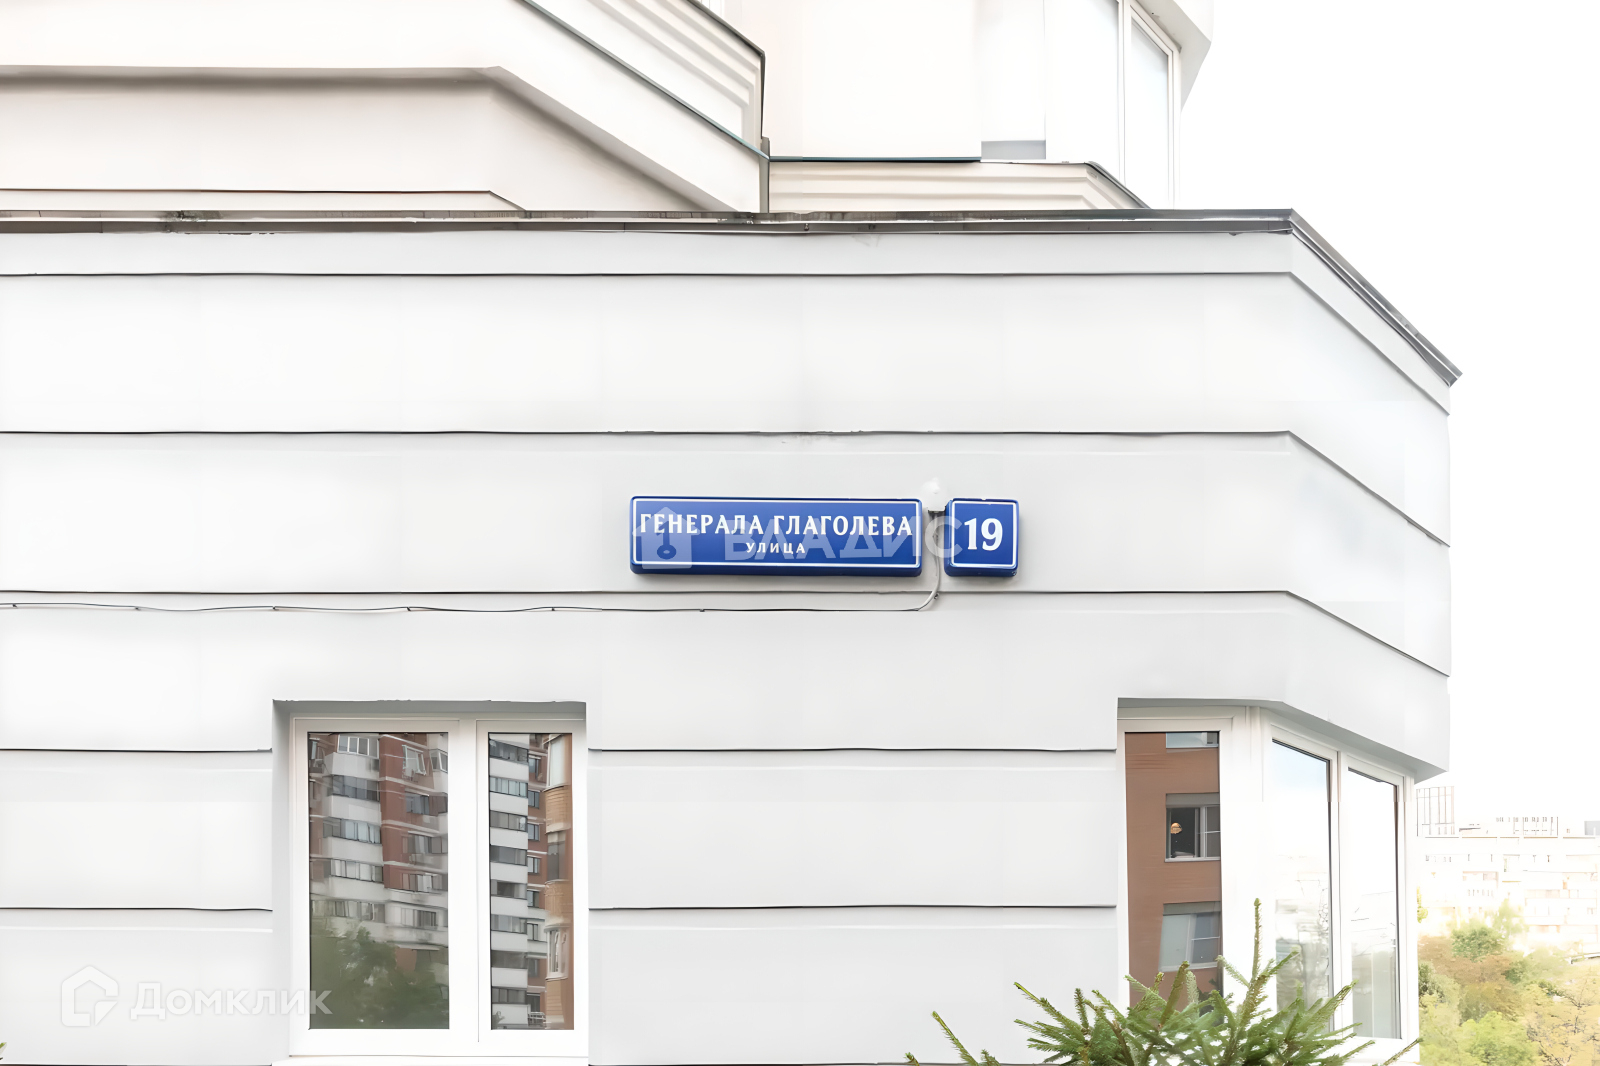 ГЕНЕРАЛА ГЛАГОЛЕВА
УЛИЦА
19
ВЛАДИС
Домклик